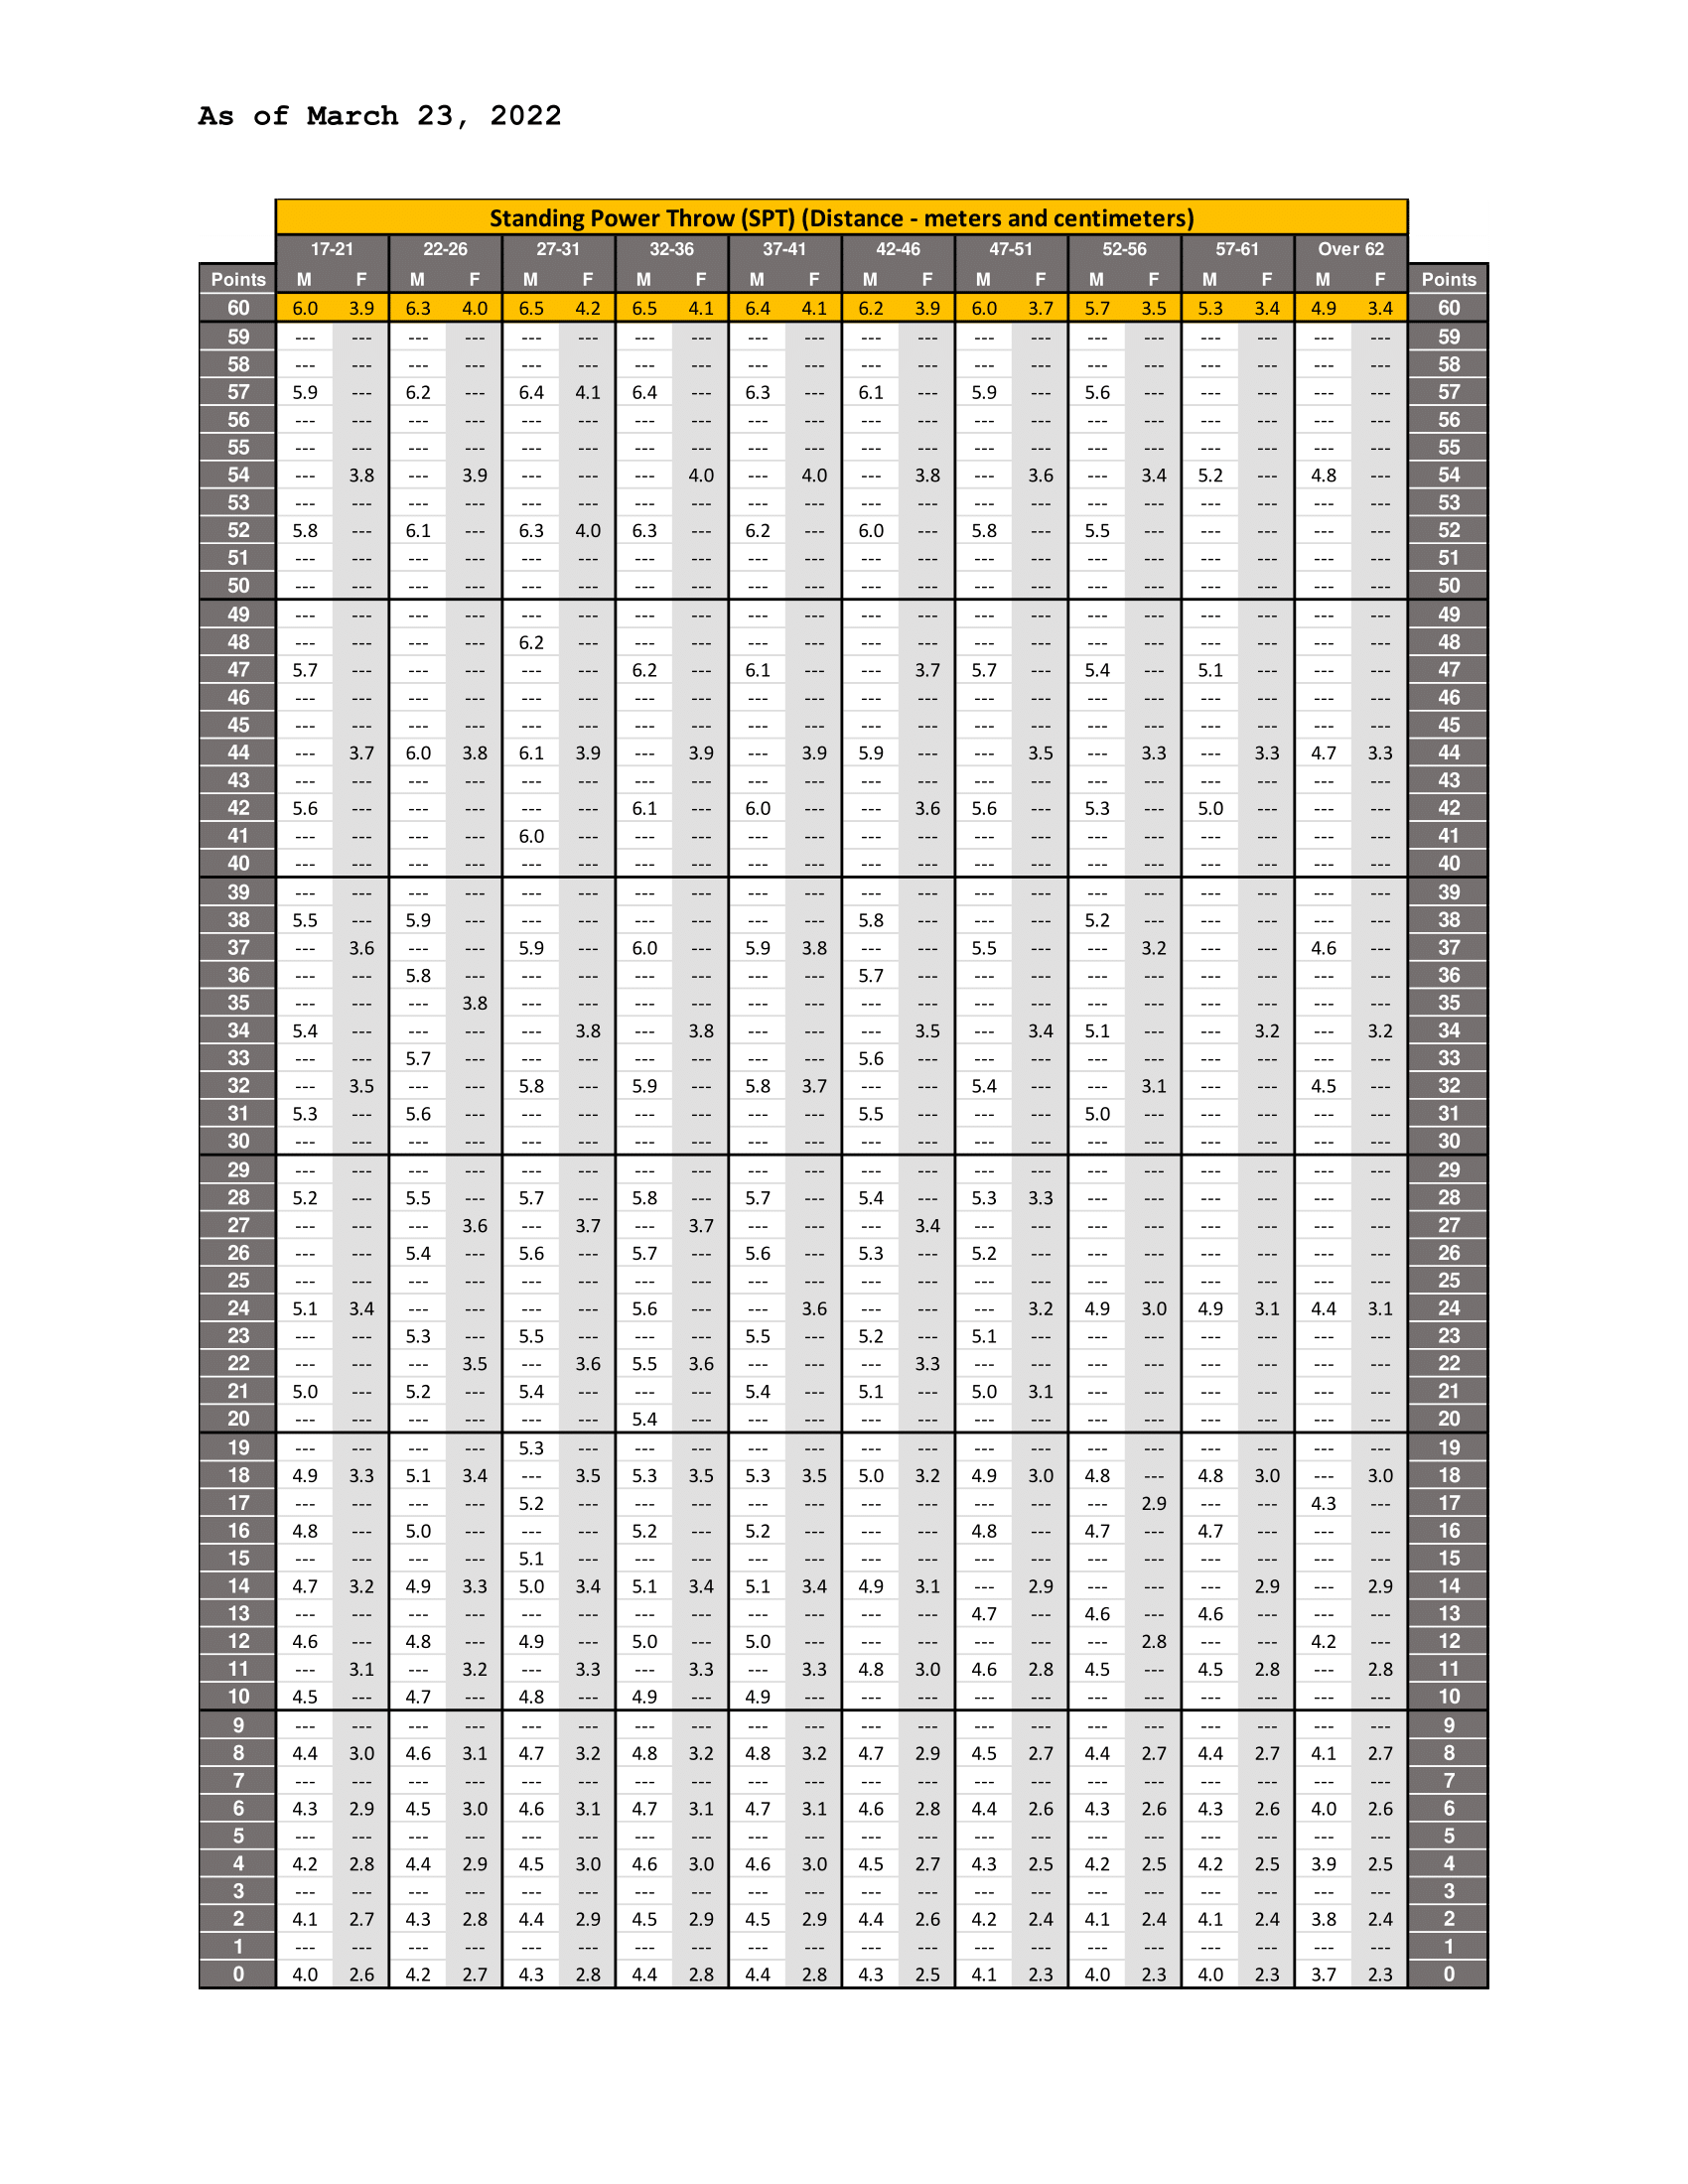 As of March 23, 2022
Standing Power Throw (SPT) (Distance - meters and centimeters)
17-21 22-26 27-31 32-36 37-41 42-46 47-51 52-56 57-61 Over 62
Points M F M F M F M F M F M F M F M F M F M F Points
60 6.0 3.9 6.3 4.0 6.5 4.2 6.5 4.1 6.4 4.1 6.2 3.9 6.0 3.7 5.7 3.5 5.3 3.4 4.9 3.4 60
59 --- --- --- --- --- --- --- --- --- --- --- --- --- --- --- --- --- --- --- --- 59
58 --- --- --- --- --- --- --- --- --- --- --- --- --- --- --- --- --- --- --- --- 58
57 5.9 --- 6.2 --- 6.4 4.1 6.4 --- 6.3 --- 6.1 --- 5.9 --- 5.6 --- --- --- --- --- 57
56 --- --- --- --- --- --- --- --- --- --- --- --- --- --- --- --- --- --- --- --- 56
55 --- --- --- --- --- --- --- --- --- --- --- --- --- --- --- --- --- --- --- --- 55
54 --- 3.8 --- 3.9 --- --- --- 4.0 --- 4.0 --- 3.8 --- 3.6 --- 3.4 5.2 --- 4.8 --- 54
53 --- --- --- --- --- --- --- --- --- --- --- --- --- --- --- --- --- --- --- --- 53
52 5.8 --- 6.1 --- 6.3 4.0 6.3 --- 6.2 --- 6.0 --- 5.8 --- 5.5 --- --- --- --- --- 52
51 --- --- --- --- --- --- --- --- --- --- --- --- --- --- --- --- --- --- --- --- 51
50 --- --- --- --- --- --- --- --- --- --- --- --- --- --- --- --- --- --- --- --- 50
49 --- --- --- --- --- --- --- --- --- --- --- --- --- --- --- --- --- --- --- --- 49
48 --- --- --- --- 6.2 --- --- --- --- --- --- --- --- --- --- --- --- --- --- --- 48
47 5.7 --- --- --- --- --- 6.2 --- 6.1 --- --- 3.7 5.7 --- 5.4 --- 5.1 --- --- --- 47
46 --- --- --- --- --- --- --- --- --- --- --- --- --- --- --- --- --- --- --- --- 46
45 --- --- --- --- --- --- --- --- --- --- --- --- --- --- --- --- --- --- --- --- 45
44 --- 3.7 6.0 3.8 6.1 3.9 --- 3.9 --- 3.9 5.9 --- --- 3.5 --- 3.3 --- 3.3 4.7 3.3 44
43 --- --- --- --- --- --- --- --- --- --- --- --- --- --- --- --- --- --- --- --- 43
42 5.6 --- --- --- --- --- 6.1 --- 6.0 --- --- 3.6 5.6 --- 5.3 --- 5.0 --- --- --- 42
41 --- --- --- --- 6.0 --- --- --- --- --- --- --- --- --- --- --- --- --- --- --- 41
40 --- --- --- --- --- --- --- --- --- --- --- --- --- --- --- --- --- --- --- --- 40
39 --- --- --- --- --- --- --- --- --- --- --- --- --- --- --- --- --- --- --- --- 39
38 5.5 --- 5.9 --- --- --- --- --- --- --- 5.8 --- --- --- 5.2 --- --- --- --- --- 38
37 --- 3.6 --- --- 5.9 --- 6.0 --- 5.9 3.8 --- --- 5.5 --- --- 3.2 --- --- 4.6 --- 37
36 --- --- 5.8 --- --- --- --- --- --- --- 5.7 --- --- --- --- --- --- --- --- --- 36
35 --- --- --- 3.8 --- --- --- --- --- --- --- --- --- --- --- --- --- --- --- --- 35
34 5.4 --- --- --- --- 3.8 --- 3.8 --- --- --- 3.5 --- 3.4 5.1 --- --- 3.2 --- 3.2 34
33 --- --- 5.7 --- --- --- --- --- --- --- 5.6 --- --- --- --- --- --- --- --- --- 33
32 --- 3.5 --- --- 5.8 --- 5.9 --- 5.8 3.7 --- --- 5.4 --- --- 3.1 --- --- 4.5 --- 32
31 5.3 --- 5.6 --- --- --- --- --- --- --- 5.5 --- --- --- 5.0 --- --- --- --- --- 31
30 --- --- --- --- --- --- --- --- --- --- --- --- --- --- --- --- --- --- --- --- 30
29 --- --- --- --- --- --- --- --- --- --- --- --- --- --- --- --- --- --- --- --- 29
28 5.2 --- 5.5 --- 5.7 --- 5.8 --- 5.7 --- 5.4 --- 5.3 3.3 --- --- --- --- --- --- 28
27 --- --- --- 3.6 --- 3.7 --- 3.7 --- --- --- 3.4 --- --- --- --- --- --- --- --- 27
26 --- --- 5.4 --- 5.6 --- 5.7 --- 5.6 --- 5.3 --- 5.2 --- --- --- --- --- --- --- 26
25 --- --- --- --- --- --- --- --- --- --- --- --- --- --- --- --- --- --- --- --- 25
24 5.1 3.4 --- --- --- --- 5.6 --- --- 3.6 --- --- --- 3.2 4.9 3.0 4.9 3.1 4.4 3.1 24
23 --- --- 5.3 --- 5.5 --- --- --- 5.5 --- 5.2 --- 5.1 --- --- --- --- --- --- --- 23
22 --- --- --- 3.5 --- 3.6 5.5 3.6 --- --- --- 3.3 --- --- --- --- --- --- --- --- 22
21 5.0 --- 5.2 --- 5.4 --- --- --- 5.4 --- 5.1 --- 5.0 3.1 --- --- --- --- --- --- 21
20 --- --- --- --- --- --- 5.4 --- --- --- --- --- --- --- --- --- --- --- --- --- 20
19 --- --- --- --- 5.3 --- --- --- --- --- --- --- --- --- --- --- --- --- --- --- 19
18 4.9 3.3 5.1 3.4 --- 3.5 5.3 3.5 5.3 3.5 5.0 3.2 4.9 3.0 4.8 --- 4.8 3.0 --- 3.0 18
17 --- --- --- --- 5.2 --- --- --- --- --- --- --- --- --- --- 2.9 --- --- 4.3 --- 17
16 4.8 --- 5.0 --- --- --- 5.2 --- 5.2 --- --- --- 4.8 --- 4.7 --- 4.7 --- --- --- 16
15 --- --- --- --- 5.1 --- --- --- --- --- --- --- --- --- --- --- --- --- --- --- 15
14 4.7 3.2 4.9 3.3 5.0 3.4 5.1 3.4 5.1 3.4 4.9 3.1 --- 2.9 --- --- --- 2.9 --- 2.9 14
13 --- --- --- --- --- --- --- --- --- --- --- --- 4.7 --- 4.6 --- 4.6 --- --- --- 13
12 4.6 --- 4.8 --- 4.9 --- 5.0 --- 5.0 --- --- --- --- --- --- 2.8 --- --- 4.2 --- 12
11 --- 3.1 --- 3.2 --- 3.3 --- 3.3 --- 3.3 4.8 3.0 4.6 2.8 4.5 --- 4.5 2.8 --- 2.8 11
10 4.5 --- 4.7 --- 4.8 --- 4.9 --- 4.9 --- --- --- --- --- --- --- --- --- --- --- 10
9 --- --- --- --- --- --- --- --- --- --- --- --- --- --- --- --- --- --- --- --- 9
8 4.4 3.0 4.6 3.1 4.7 3.2 4.8 3.2 4.8 3.2 4.7 2.9 4.5 2.7 4.4 2.7 4.4 2.7 4.1 2.7 8
7 --- --- --- --- --- --- --- --- --- --- --- --- --- --- --- --- --- --- --- --- 7
6 4.3 2.9 4.5 3.0 4.6 3.1 4.7 3.1 4.7 3.1 4.6 2.8 4.4 2.6 4.3 2.6 4.3 2.6 4.0 2.6 6
5 --- --- --- --- --- --- --- --- --- --- --- --- --- --- --- --- --- --- --- --- 5
4 4.2 2.8 4.4 2.9 4.5 3.0 4.6 3.0 4.6 3.0 4.5 2.7 4.3 2.5 4.2 2.5 4.2 2.5 3.9 2.5 4
3 --- --- --- --- --- --- --- --- --- --- --- --- --- --- --- --- --- --- --- --- 3
2 4.1 2.7 4.3 2.8 4.4 2.9 4.5 2.9 4.5 2.9 4.4 2.6 4.2 2.4 4.1 2.4 4.1 2.4 3.8 2.4 2
1 --- --- --- --- --- --- --- --- --- --- --- --- --- --- --- --- --- --- --- --- 1
0 4.0 2.6 4.2 2.7 4.3 2.8 4.4 2.8 4.4 2.8 4.3 2.5 4.1 2.3 4.0 2.3 4.0 2.3 3.7 2.3 0